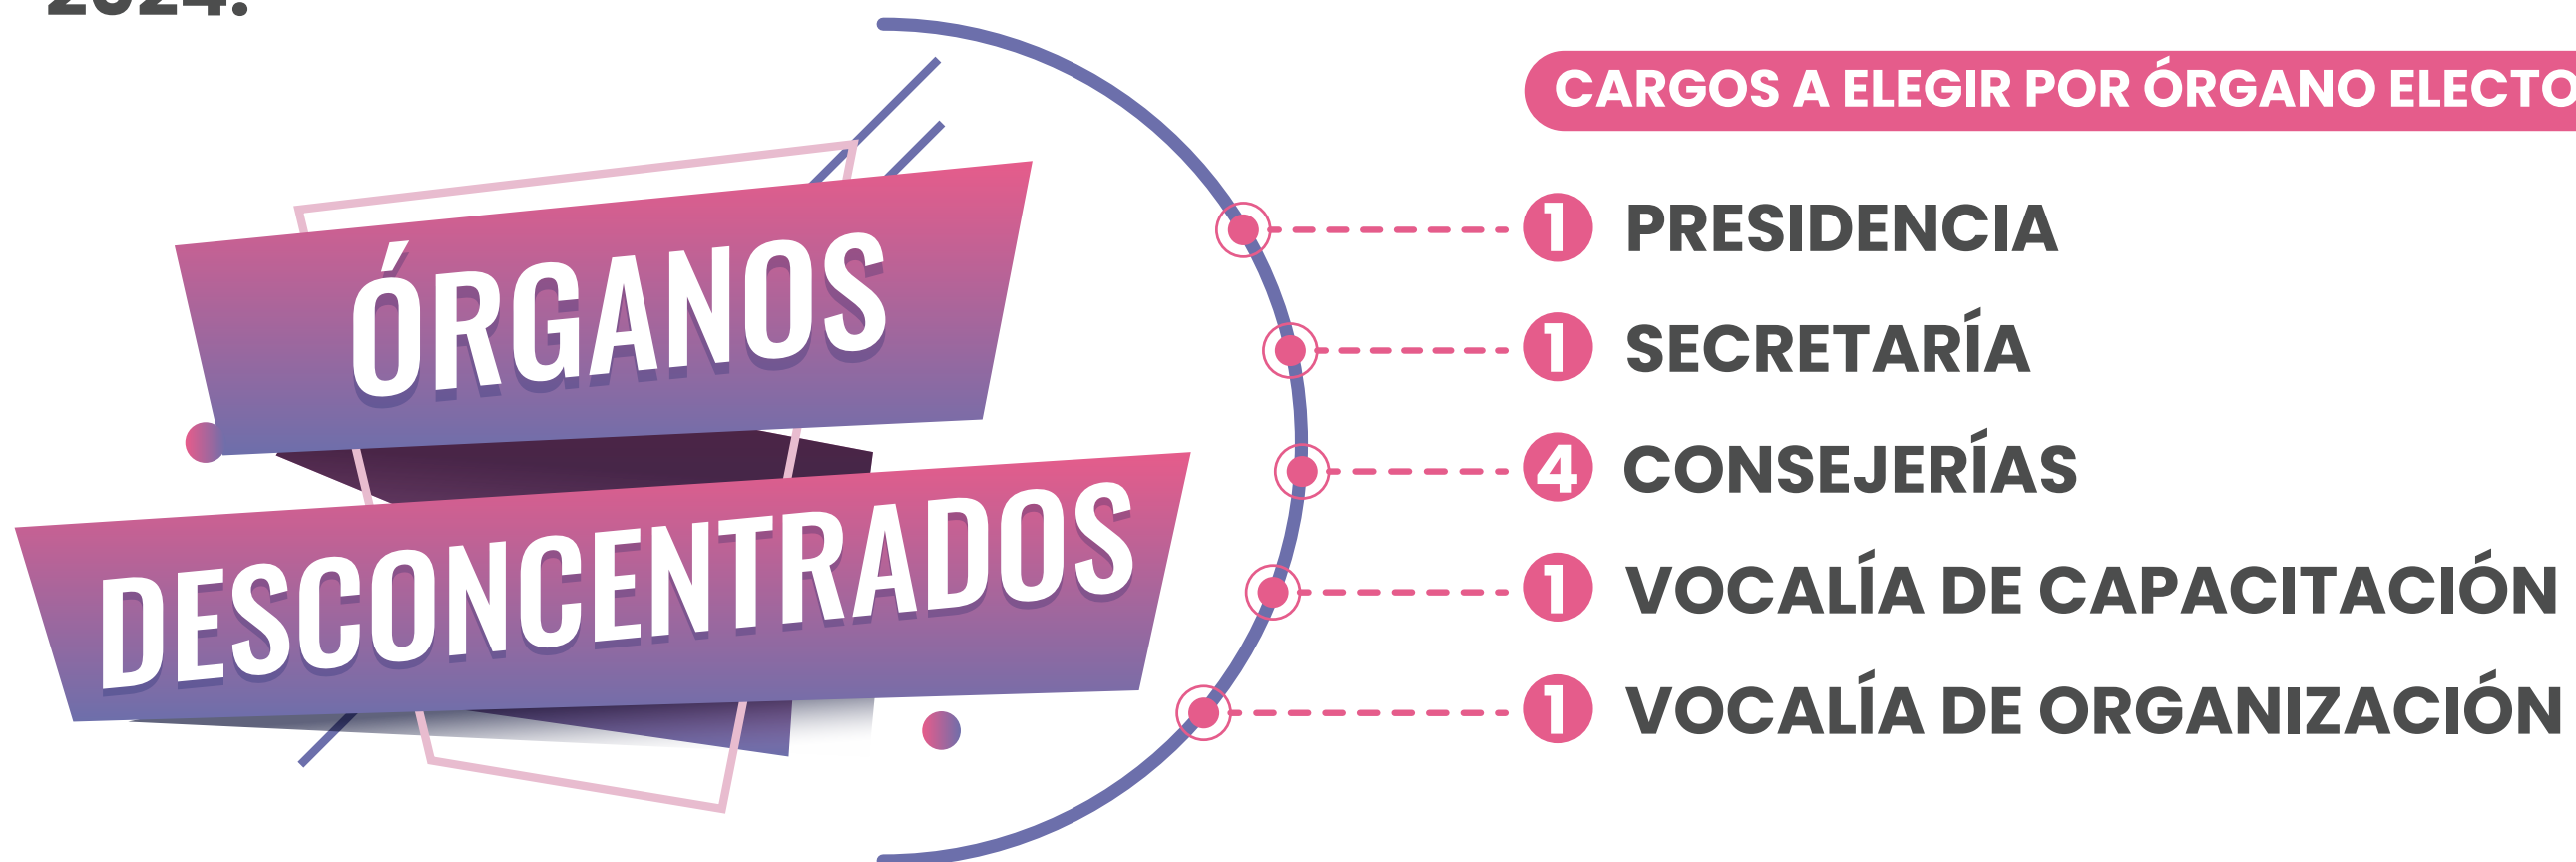 2024.
ÓRGANOS
DESCONCENTRADOS
CARGOS A ELEGIR POR ÓRGANO
1 PRESIDENCIA
1 SECRETARÍA
4 CONSEJERÍAS
1 VOCALÍA DE CAPACITACIÓN
1 VOCALÍA DE ORGANIZACIÓN